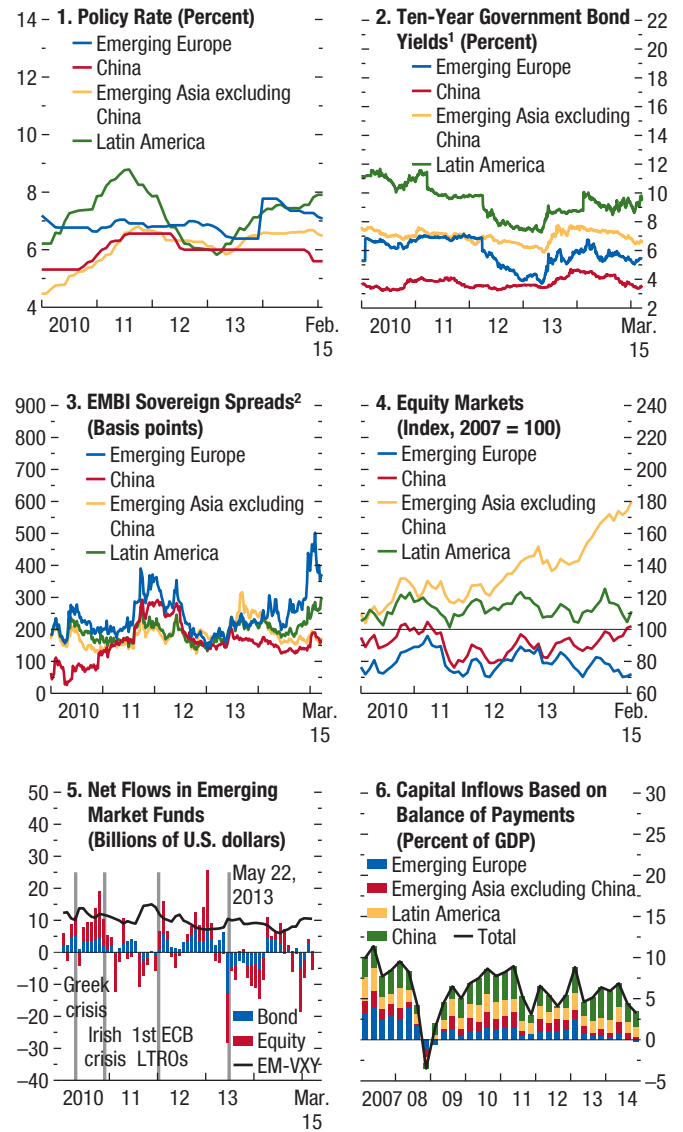 1. Policy Rate (Percent)
Emerging Europe
China
Emerging Asia excluding
China
Latin America
14
12
10
8
6
4
2010 11 12 13 Feb.
15
2. Ten-Year Government Bond
Yields¹ (Percent)
Emerging Europe
China
Emerging Asia excluding
China
Latin America
22
20
18
16
14
12
10
8
6
4
2
2010 11 12 13 Mar.
15
3. EMBI Sovereign Spreads²
(Basis points)
Emerging Europe
China
Emerging Asia excluding
China
Latin America
900
800
700
600
500
400
300
200
100
0
2010 11 12 13 Mar.
15
4. Equity Markets
(Index, 2007 = 100)
Emerging Europe
China
Emerging Asia excluding
China
Latin America
240
220
200
180
160
140
120
100
80
60
2010 11 12 13 Feb.
15
5. Net Flows in Emerging
Market Funds
(Billions of U.S. dollars)
50
40
30
20
10
0
–10
–20
–30
–40
May 22,
2013
Greek
crisis
Irish
crisis
1st ECB
LTROs
Bond
Equity
EM-VXY
2010 11 12 13 Mar.
15
6. Capital Inflows Based on
Balance of Payments
(Percent of GDP)
Emerging Europe
Emerging Asia excluding China
Latin America
China Total
30
25
20
15
10
5
0
–5
2007 08 09 10 11 12 13 14